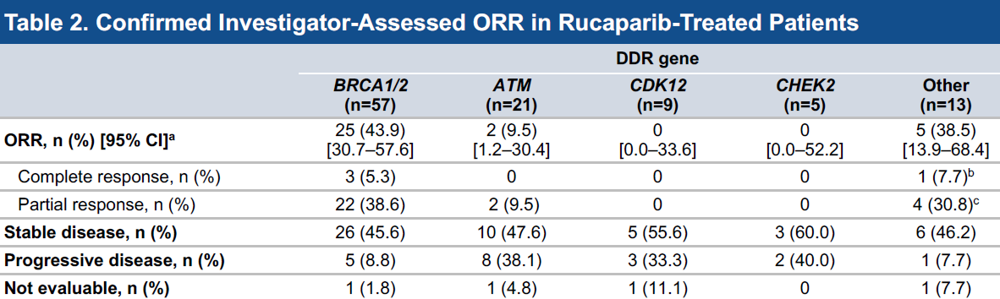 Table 2. Confirmed Investigator-Assessed ORR in Rucaparib-Treated Patients
DDR gene
BRCA1/2 ATM CDK12 CHEK2 Other
(n=57) (n=21) (n=9) (n=5) (n=13)
ORR, n (%) [95% CI]a 25 (43.9) 2 (9.5) 0 0 5 (38.5)
[30.7–57.6] [1.2–30.4] [0.0–33.6] [0.0–52.2] [13.9–68.4]
Complete response, n (%) 3 (5.3) 0 0 0 1 (7.7)b
Partial response, n (%) 22 (38.6) 2 (9.5) 0 0 4 (30.8)c
Stable disease, n (%) 26 (45.6) 10 (47.6) 5 (55.6) 3 (60.0) 6 (46.2)
Progressive disease, n (%) 5 (8.8) 8 (38.1) 3 (33.3) 2 (40.0) 1 (7.7)
Not evaluable, n (%) 1 (1.8) 1 (4.8) 1 (11.1) 0 1 (7.7)